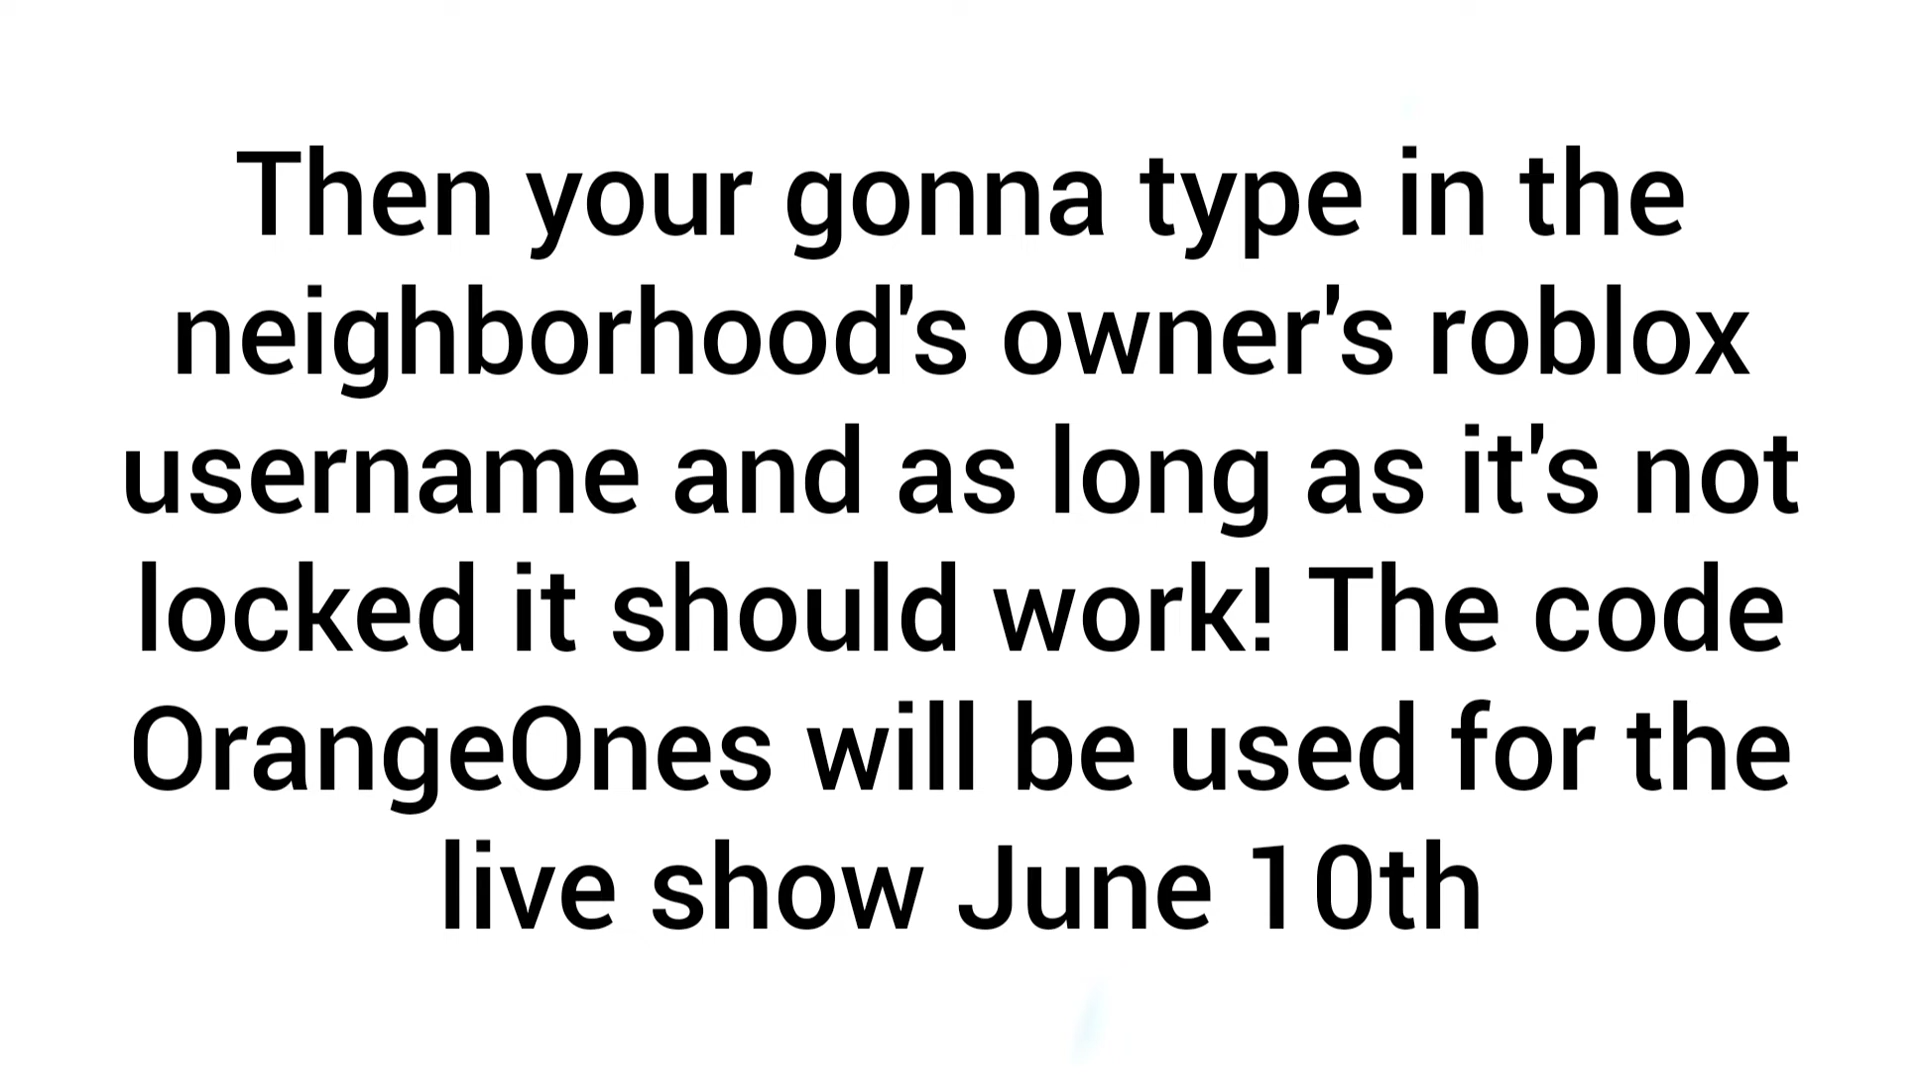 Then your gonna type in the
neighborhood's owner's roblox
username and as long as it's not
locked it should work! The code
OrangeOnes will be used for the
live show June 10th